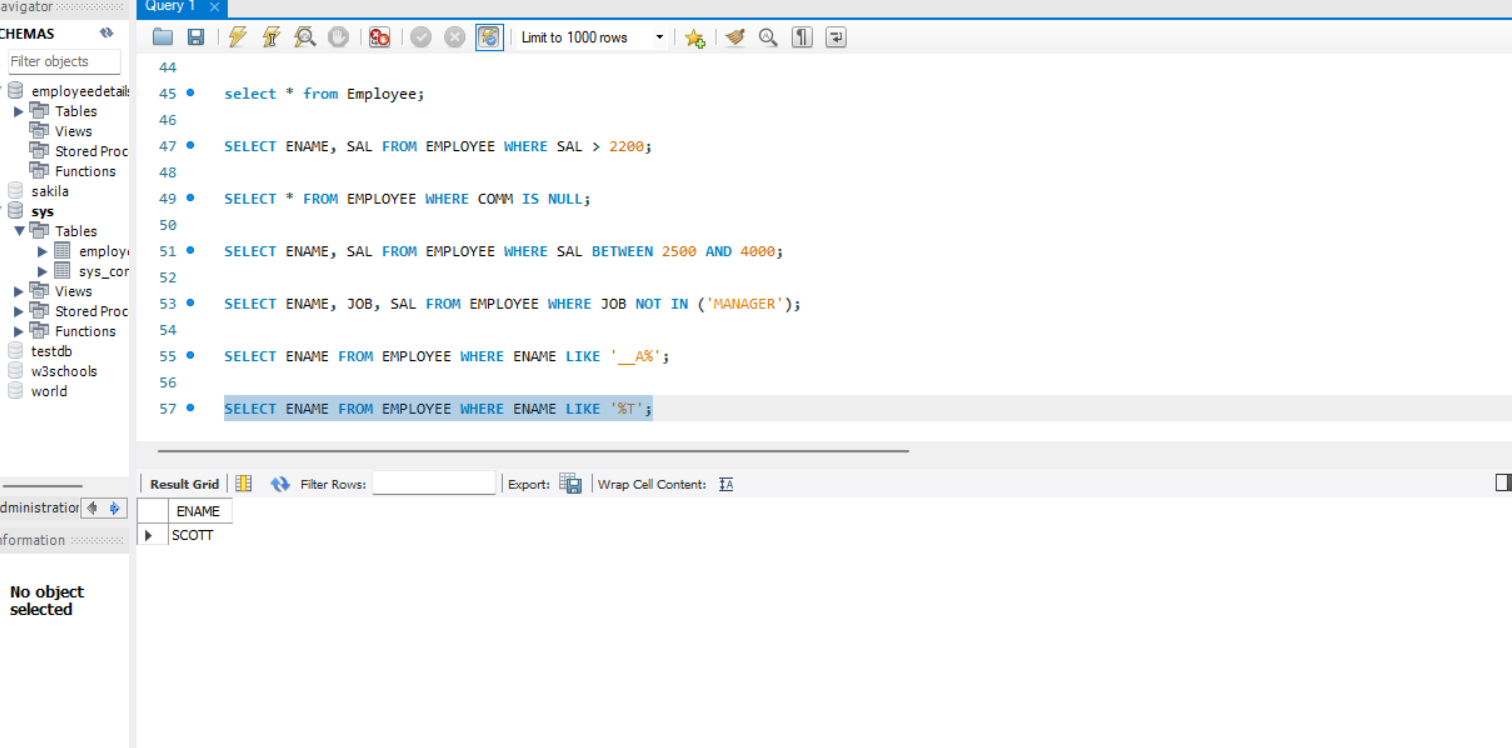 avigator
Query 1
CHEMAS
Limit to 1000 rows
Filter objects
employeedetails
Tables
Views
Stored Proc
Functions
sakila
sys
Tables
employe
sys_con
Views
Stored Proc
Functions
testdb
w3schools
world
44
45 select * from Employee;
46
47 SELECT ENAME, SAL FROM EMPLOYEE WHERE SAL > 2200;
48
49 SELECT * FROM EMPLOYEE WHERE COMM IS NULL;
50
51 SELECT ENAME, SAL FROM EMPLOYEE WHERE SAL BETWEEN 2500 AND 4000;
52
53 SELECT ENAME, JOB, SAL FROM EMPLOYEE WHERE JOB NOT IN ('MANAGER');
54
55 SELECT ENAME FROM EMPLOYEE WHERE ENAME LIKE '__A%';
56
57 SELECT ENAME FROM EMPLOYEE WHERE ENAME LIKE '%T';
dministration
nformation
No object
selected
Result Grid Filter Rows: Export: Wrap Cell Content:
ENAME
SCOTT